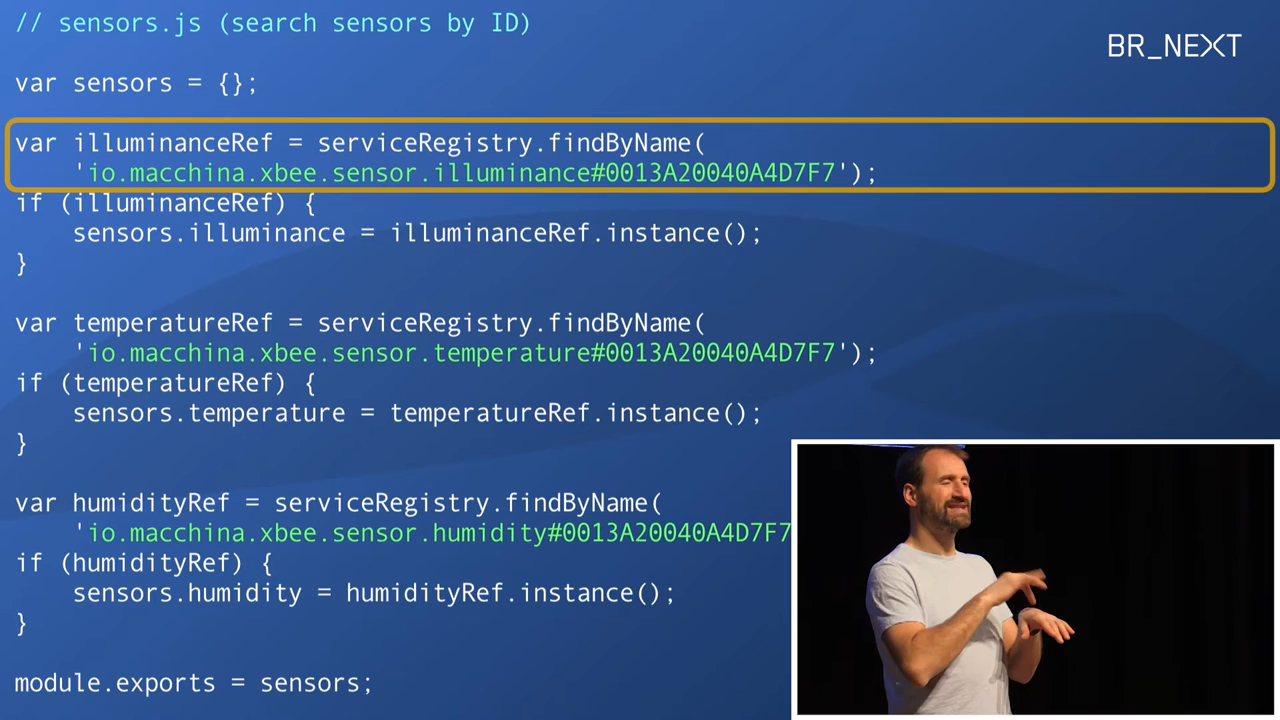 // sensors.js (search sensors by ID)
BR_NEXT
var sensors = {};
var illuminanceRef = serviceRegistry.findByName(
'io.macchina.xbee.sensor.illuminance#0013A20040A4D7F7');
if (illuminanceRef) {
sensors.illuminance = illuminanceRef.instance();
}
var temperatureRef = serviceRegistry.findByName(
'io.macchina.xbee.sensor.temperature#0013A20040A4D7F7');
if (temperatureRef) {
sensors.temperature = temperatureRef.instance();
}
var humidityRef = serviceRegistry.findByName(
'io.macchina.xbee.sensor.humidity#0013A20040A4D7F7
if (humidityRef) {
sensors.humidity = humidityRef.instance();
}
module.exports = sensors;